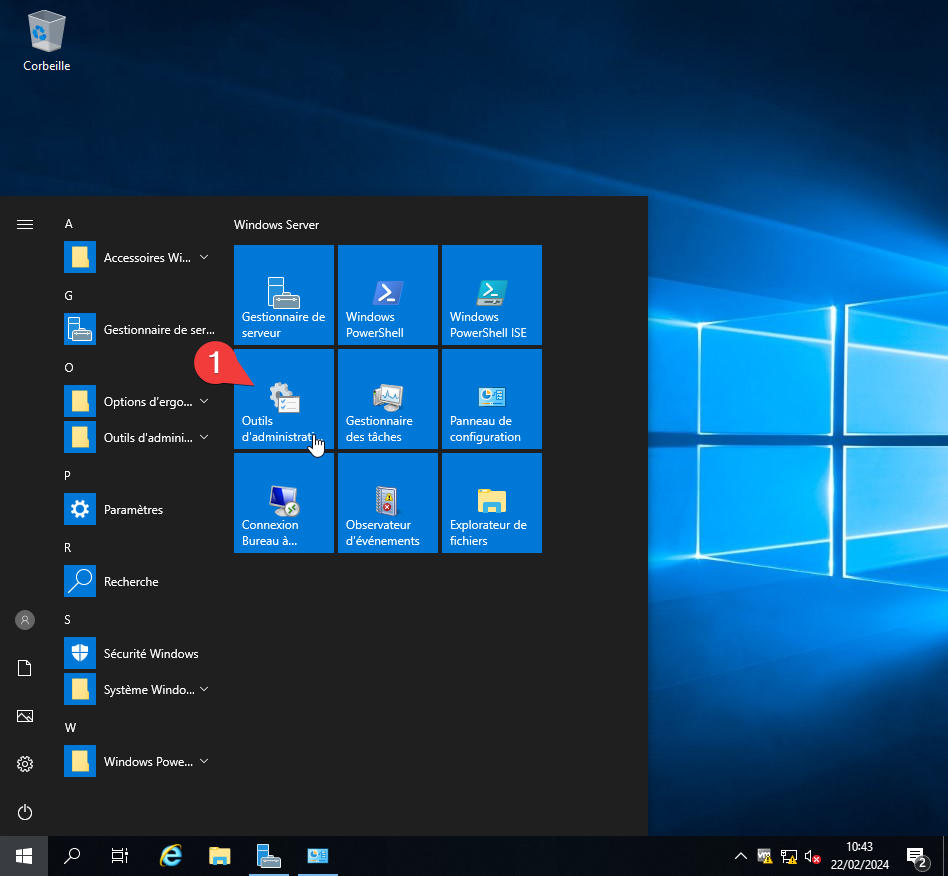 Corbeille
A
Accessoires Wi...
G
Gestionnaire de ser...
O
Options d'ergo...
Outils d'admini...
P
Paramètres
R
Recherche
S
Sécurité Windows
Système Windo...
W
Windows Powe...
Windows Server
Gestionnaire de
serveur
Windows
PowerShell
Windows
PowerShell ISE
1
Outils
d'administrati
Gestionnaire
des tâches
Panneau de
configuration
Connexion
Bureau à...
Observateur
d'événements
Explorateur de
fichiers
10:43
22/02/2024
2